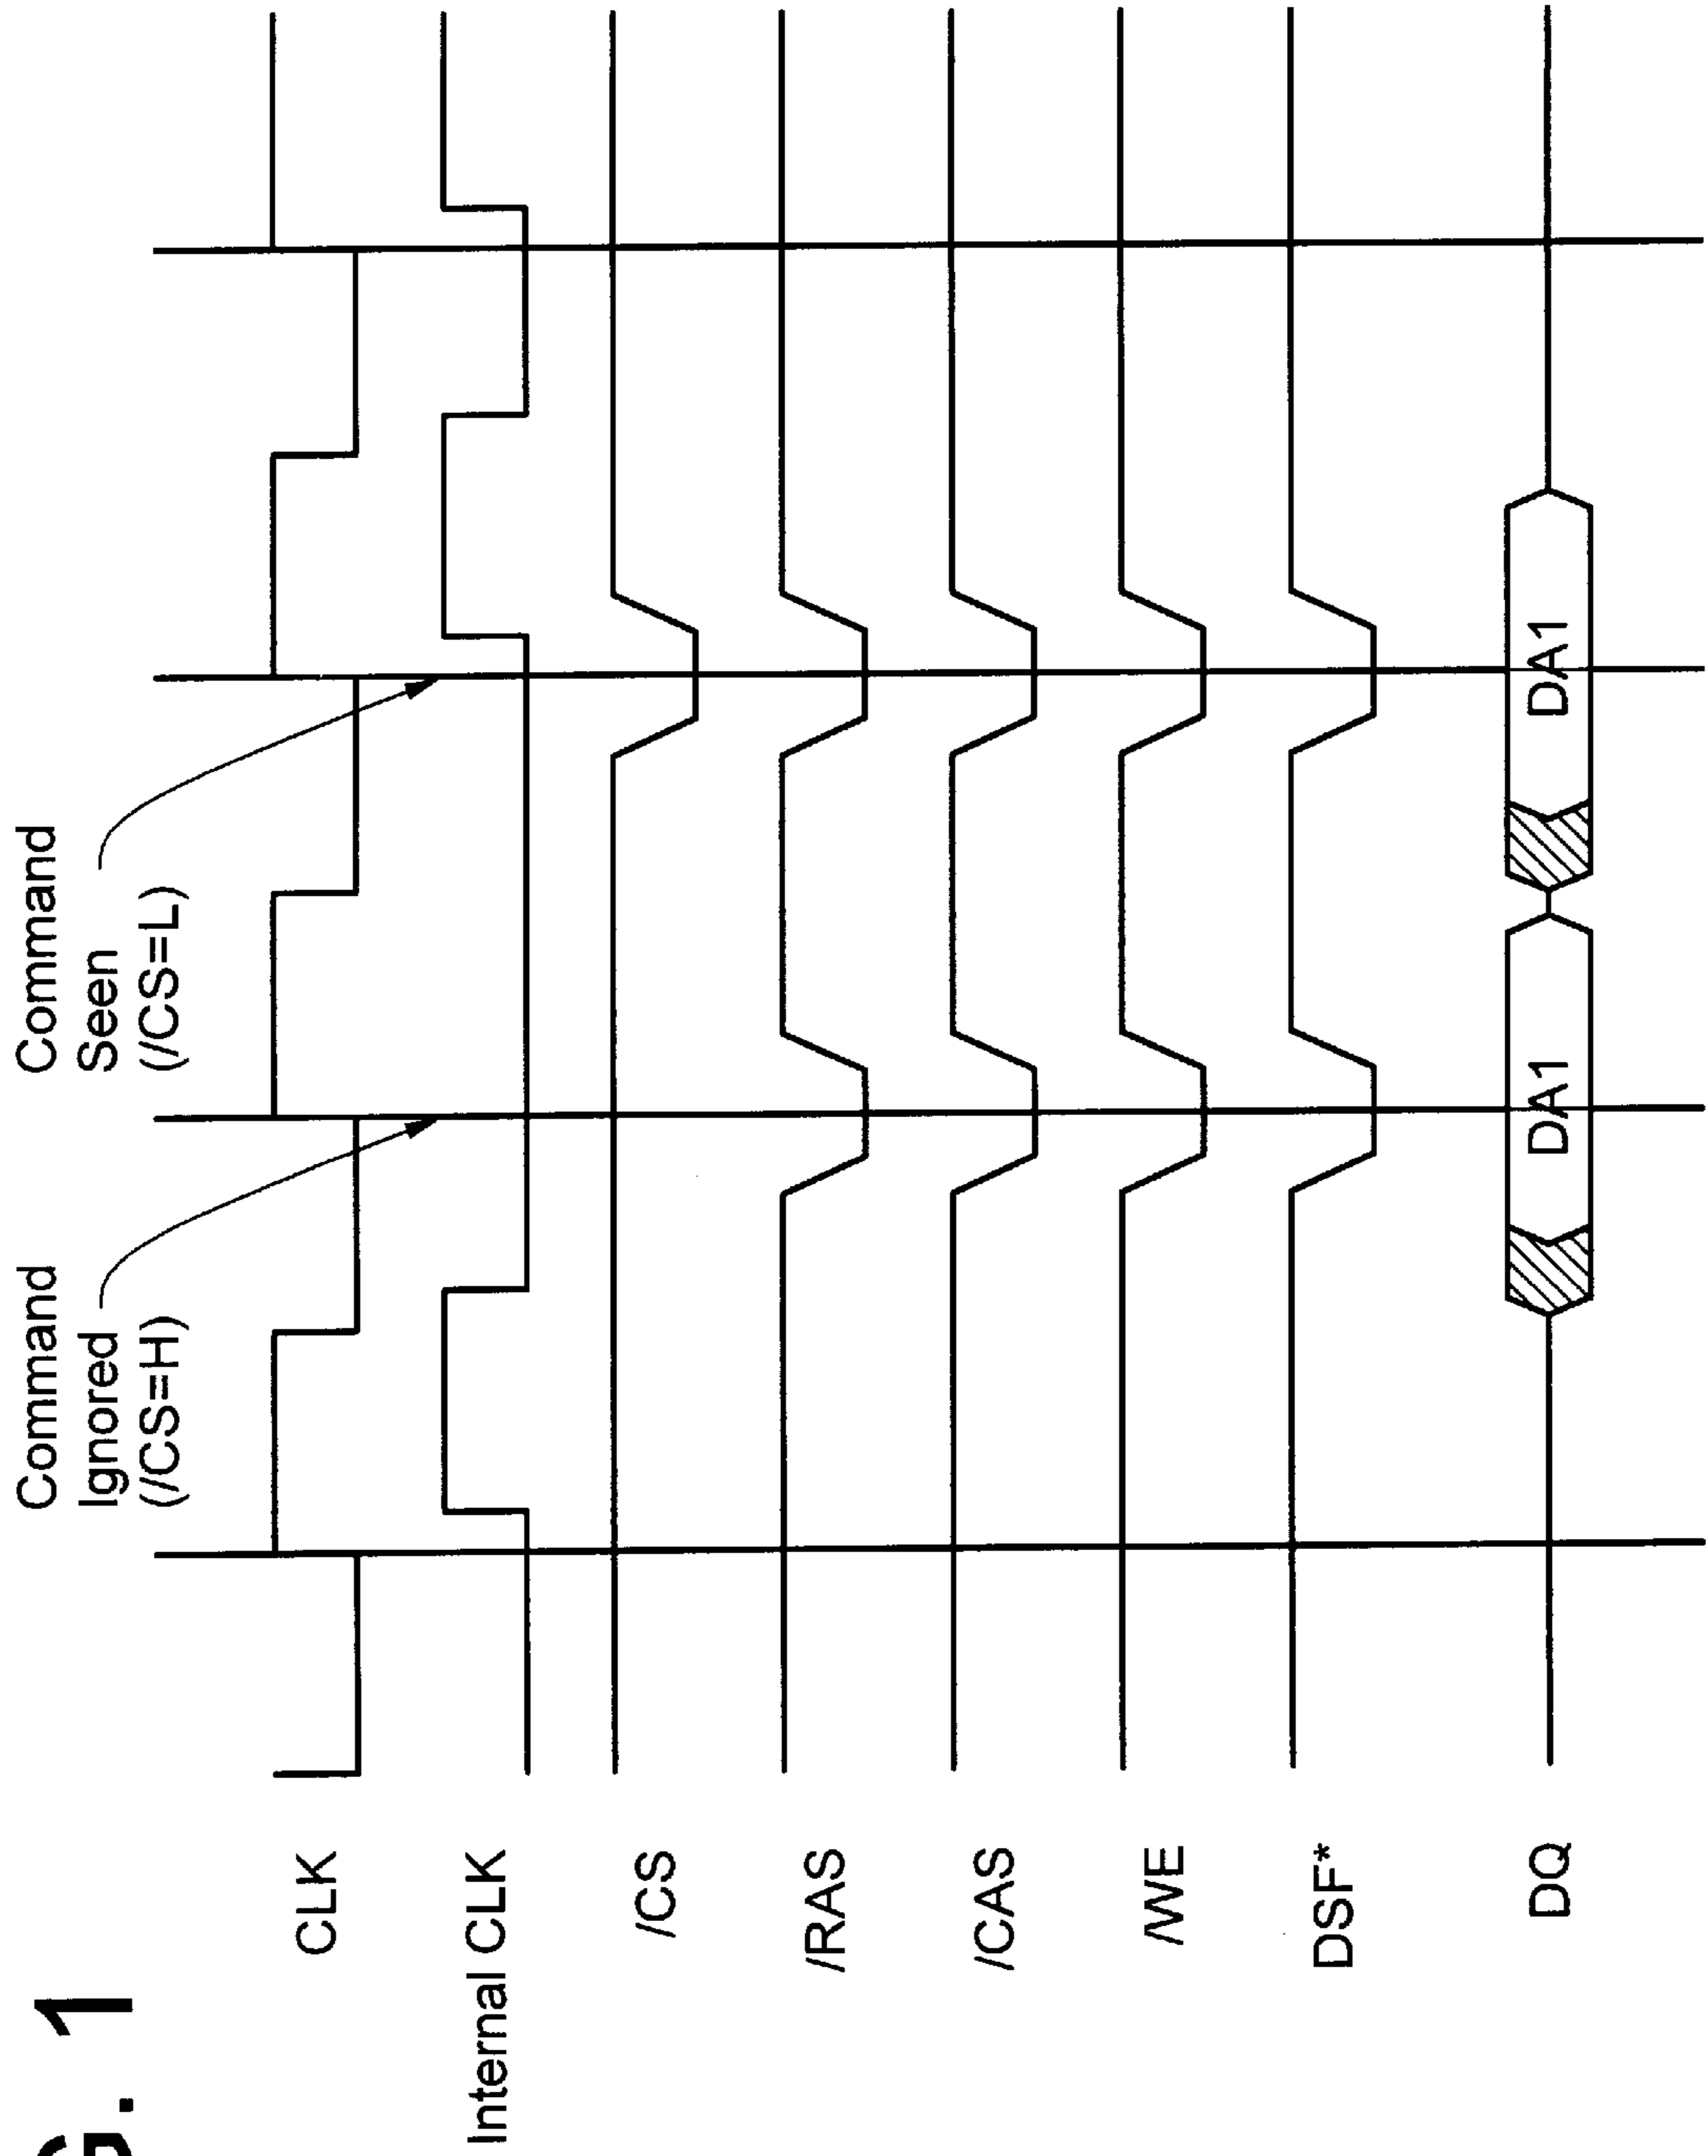 G. 1
Command
Ignored
(/CS=H)
Command
Seen
(/CS=L)
CLK
Internal CLK
/CS
/RAS
/CAS
/WE
DSF*
DQ
DA1
DA1